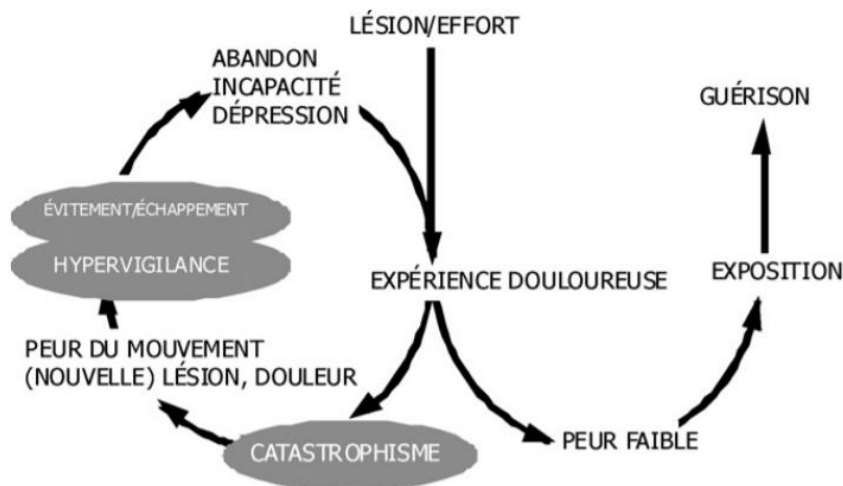 LÉSION/EFFORT
ABANDON
INCAPACITÉ
DÉPRESSION
GUÉRISON
ÉVITEMENT/ÉCHAPPEMENT
HYPERVIGILANCE
EXPÉRIENCE DOULOUREUSE
EXPOSITION
PEUR DU MOUVEMENT
(NOUVELLE) LÉSION, DOULEUR
CATASTROPHISME
PEUR FAIBLE